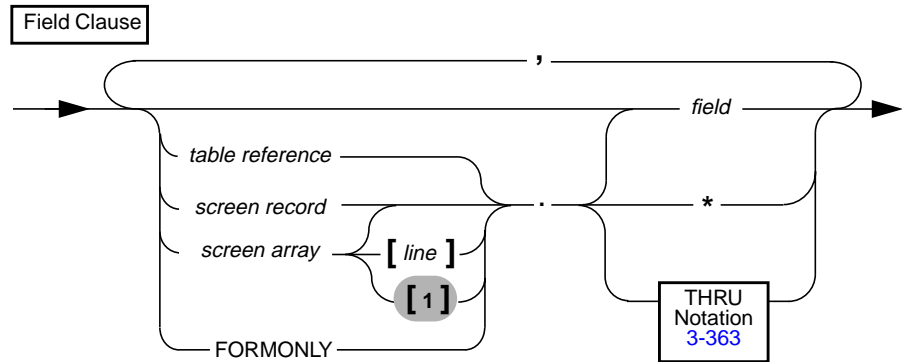 Field Clause
,
field
table reference
screen record
.
*
screen array
[ line ]
[ 1 ]
THRU
Notation
3-363
FORMONLY